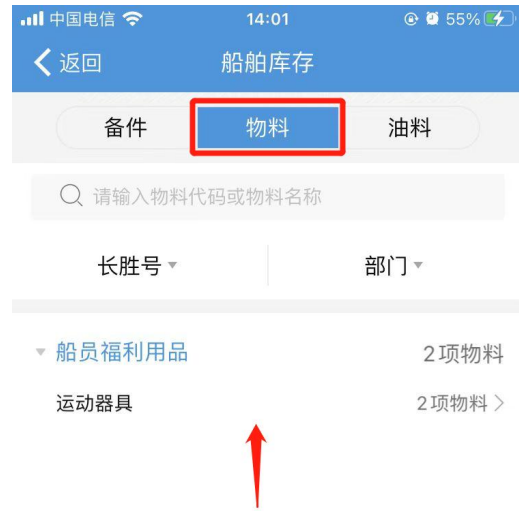 中国电信 14:01 55%
返回 船舶库存
备件 物料 油料
请输入物料代码或物料名称
长胜号 部门
船员福利用品 2项物料
运动器具 2项物料